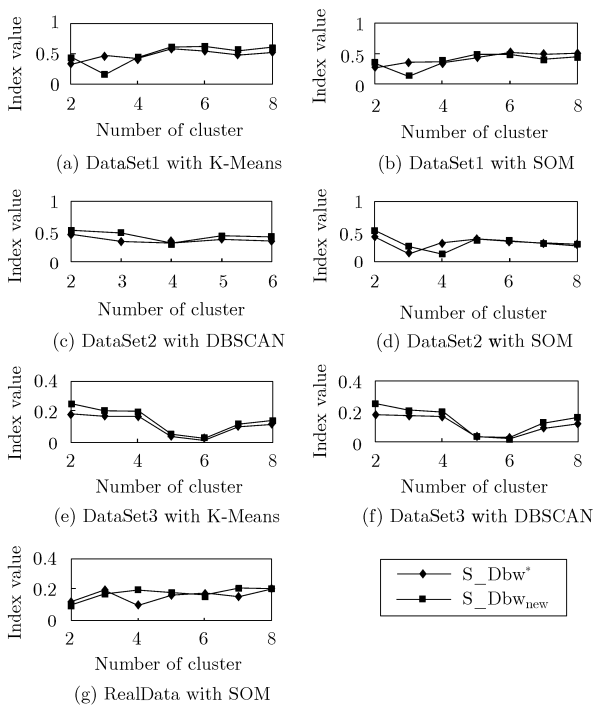 1
0.5
0
Index value
2 4 6 8
Number of cluster
(a) DataSet1 with K-Means
1
0.5
0
Index value
2 4 6 8
Number of cluster
(b) DataSet1 with SOM
1
0.5
0
Index value
2 3 4 5 6
Number of cluster
(c) DataSet2 with DBSCAN
1
0.5
0
Index value
2 4 6 8
Number of cluster
(d) DataSet2 with SOM
0.4
0.2
0
Index value
2 4 6 8
Number of cluster
(e) DataSet3 with K-Means
0.4
0.2
0
Index value
2 4 6 8
Number of cluster
(f) DataSet3 with DBSCAN
0.4
0.2
0
Index value
2 4 6 8
Number of cluster
(g) RealData with SOM
S_Dbw*
S_Dbw new